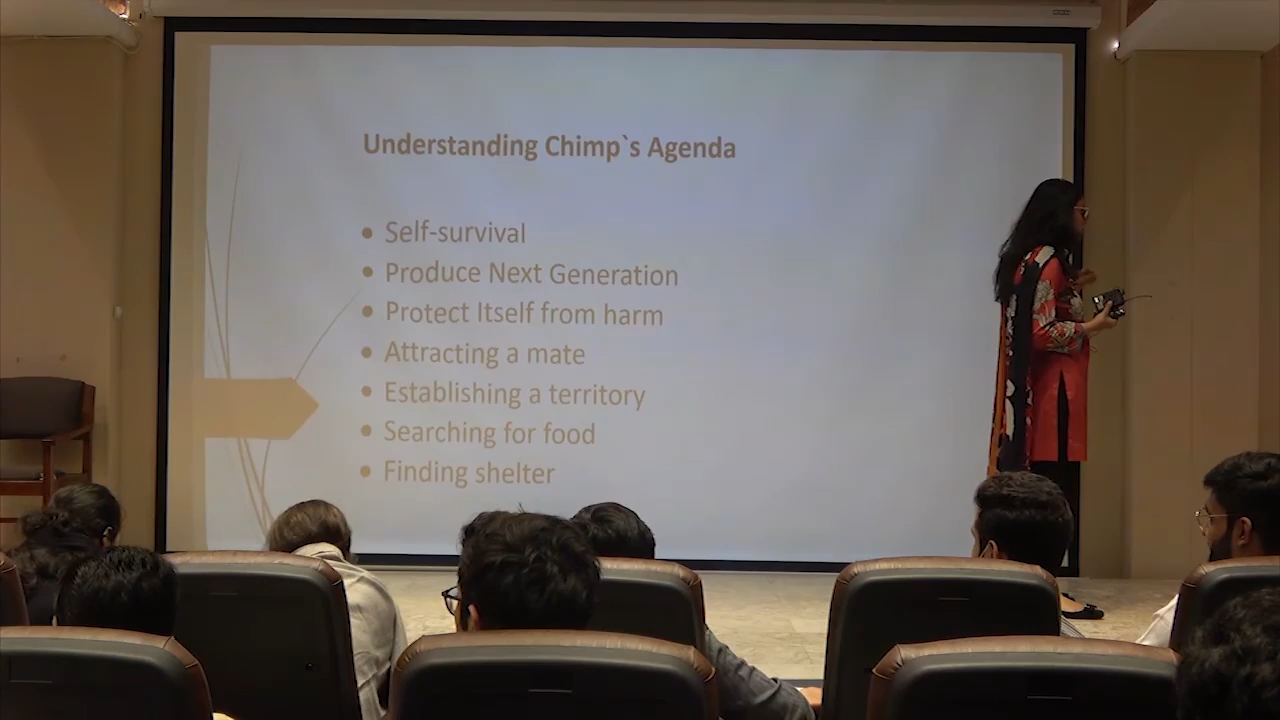 Understanding Chimp`s Agenda
• Self-survival
• Produce Next Generation
• Protect Itself from harm
• Attracting a mate
• Establishing a territory
• Searching for food
• Finding shelter